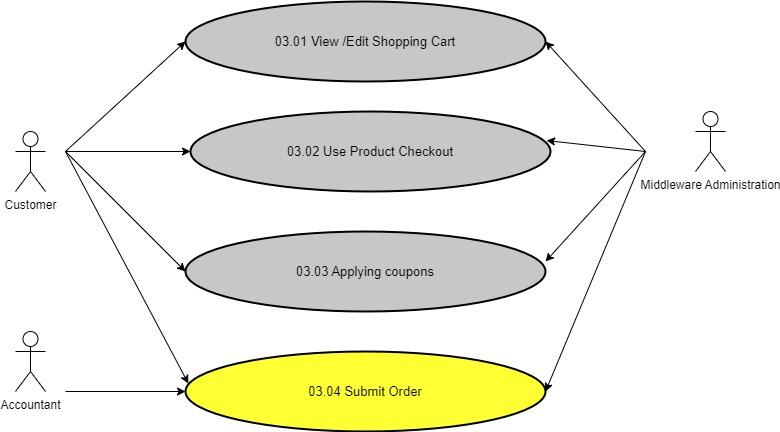 03.01 View /Edit Shopping Cart
03.02 Use Product Checkout
Customer
Middleware Administration
03.03 Applying coupons
03.04 Submit Order
Accountant